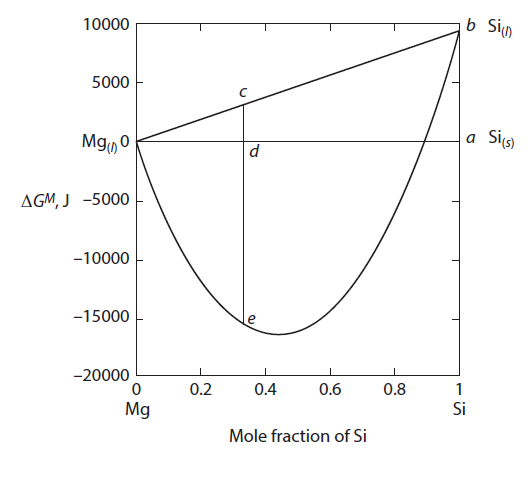 10000
b Si(l)
5000
c
Mg(l) 0
d
a Si(s)
ΔGᴹ, J
−5000
−10000
−15000
e
−20000
0 0.2 0.4 0.6 0.8 1
Mg Si
Mole fraction of Si